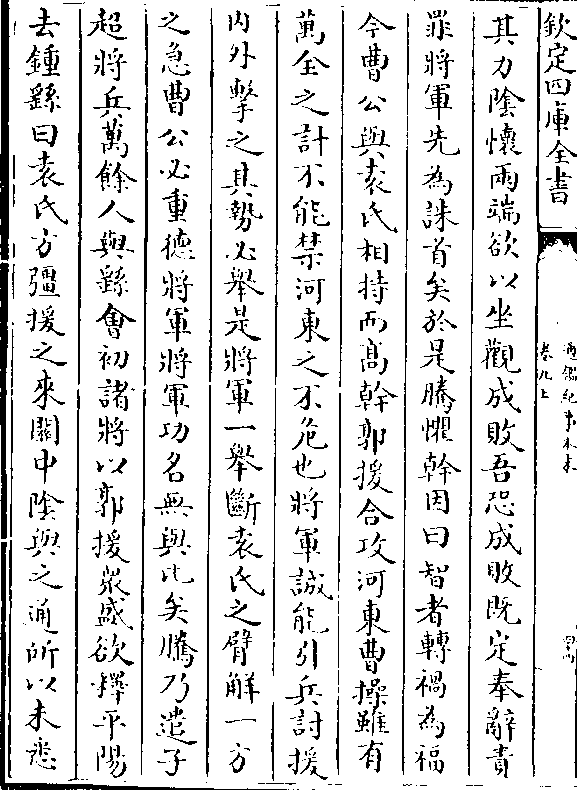 欽定四庫全書
通鑑紀事本末
卷九上
其力陰懷兩端欲以坐觀成敗吾恐成敗既定奉辭責
罪將軍先為誅首矣於是騰懼幹因曰智者轉禍為福
今曹公與袁氏相持而髙幹郭援合攻河東曹操雖有
萬全之計不能禁河東之不危也將軍誠能引兵討援
内外擊之其勢必舉是將軍一舉斷袁氏之臂解一方
之急曹公必重德將軍將軍功名無與比矣騰乃遣子
超將兵萬餘人與繇會初諸將以郭援衆盛欲釋平陽
去鍾繇曰袁氏方彊援之來闗中陰與之通所以未悉